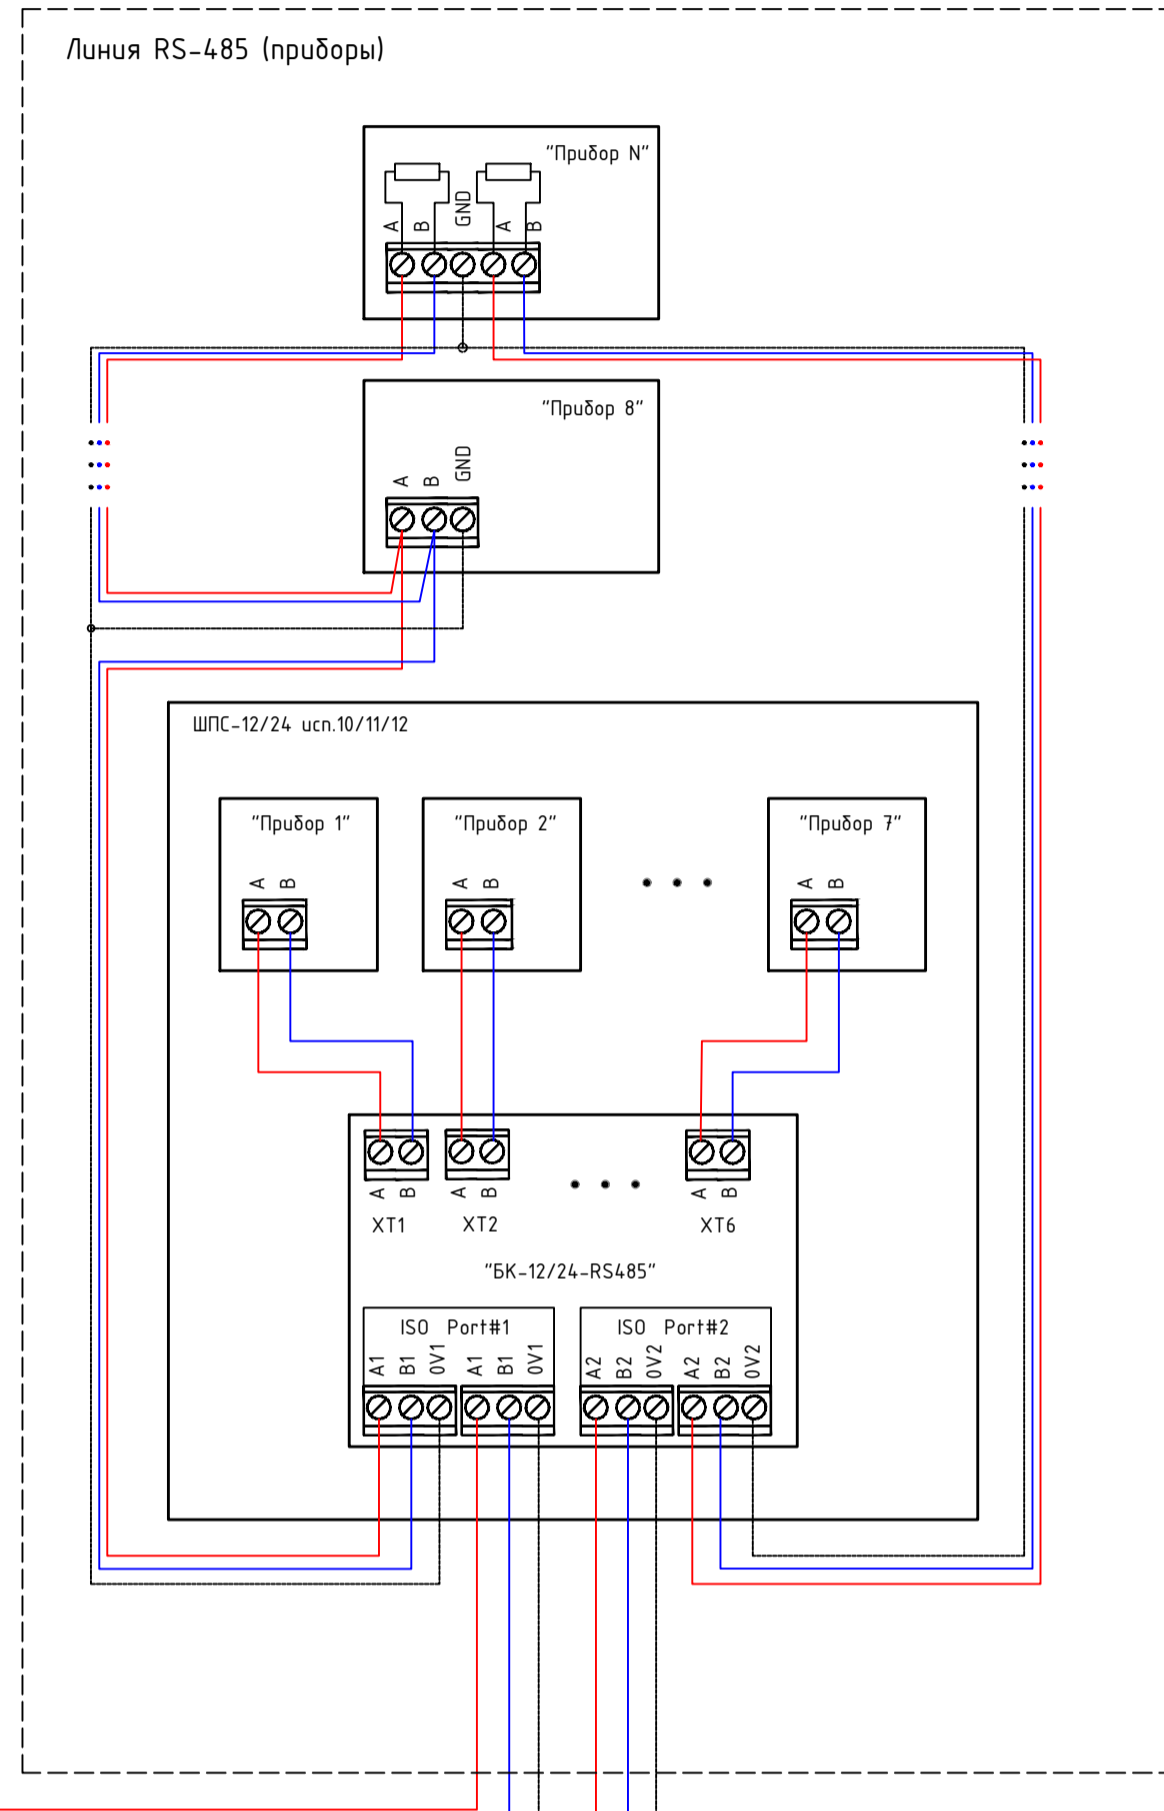 Линия RS-485 (приборы)
"Прибор N"
A B GND A B
"Прибор 8"
A B GND
ШПС-12/24 исп.10/11/12
"Прибор 1" "Прибор 2" "Прибор 7"
A B A B A B
A B A B A B
XT1 XT2 XT6
"БК-12/24-RS485"
ISO Port#1 ISO Port#2
A1 B1 0V1 A1 B1 0V1 A2 B2 0V2 A2 B2 0V2